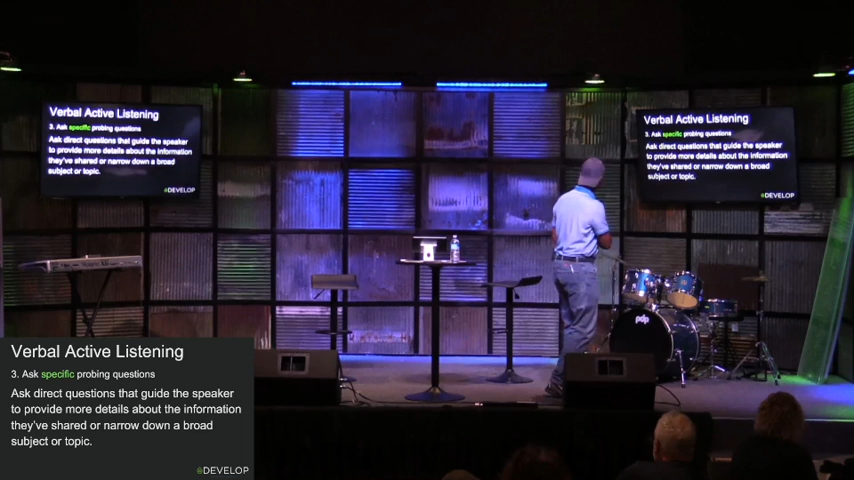 Verbal Active Listening
3. Ask specific probing questions
Ask direct questions that guide the speaker
to provide more details about the information
they've shared or narrow down a broad
subject or topic.
DEVELOP
Verbal Active Listening
3. Ask specific probing questions
Ask direct questions that guide the speaker
to provide more details about the information
they've shared or narrow down a broad
subject or topic.
DEVELOP
pdp
Verbal Active Listening
3. Ask specific probing questions
Ask direct questions that guide the speaker
to provide more details about the information
they've shared or narrow down a broad
subject or topic.
DEVELOP